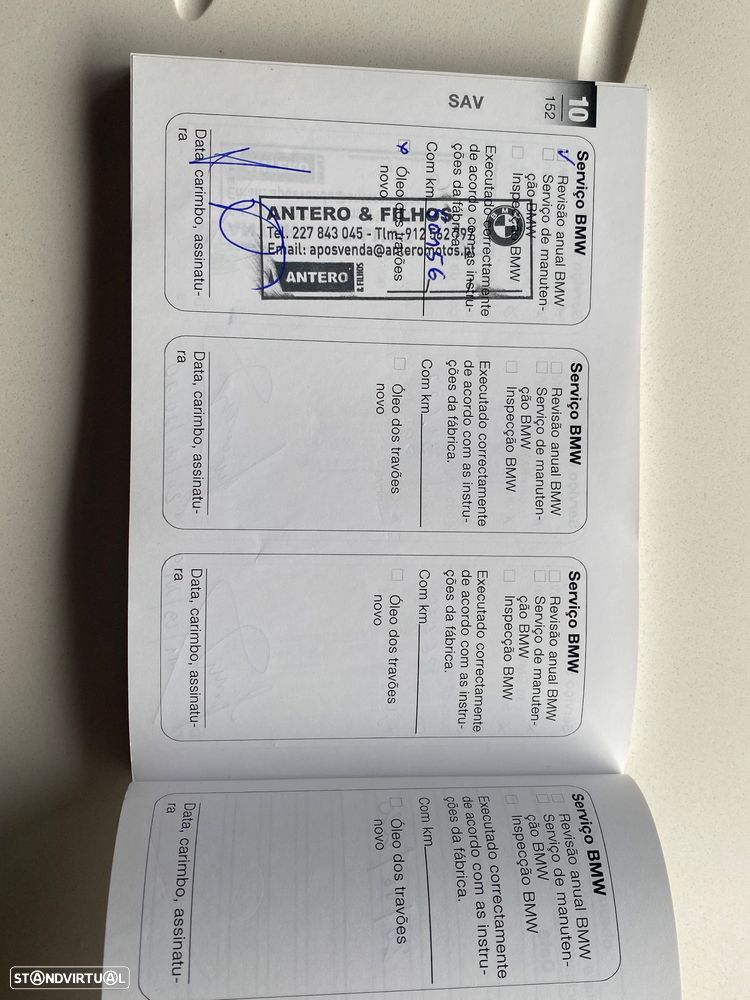 10
152
SAV
Serviço BMW
Revisão anual BMW
Serviço de manuten-
ção BMW
Inspecção BMW
Executado correctamente
de acordo com as instru-
ções da fábrica.
Com km
Óleo dos travões
novo
ANTERO & FILHOS
Tel. 227 843 045 - Tlm.
Email: aposvenda@anteromotos.pt
ANTERO
& FILHOS
Data, carimbo, assinatu-
ra
Serviço BMW
Revisão anual BMW
Serviço de manuten-
ção BMW
Inspecção BMW
Executado correctamente
de acordo com as instru-
ções da fábrica.
Com km
Óleo dos travões
novo
Data, carimbo, assinatu-
ra
Serviço BMW
Revisão anual BMW
Serviço de manuten-
ção BMW
Inspecção BMW
Executado correctamente
de acordo com as instru-
ções da fábrica.
Com km
Óleo dos travões
novo
Data, carimbo, assinatu-
ra
Serviço BMW
Revisão anual BMW
Serviço de manuten-
ção BMW
Inspecção BMW
Executado correctamente
de acordo com as instru-
ções da fábrica.
Com km
Óleo dos travões
novo
Data, carimbo, assinatu-
ra
STANDVIRTUAL